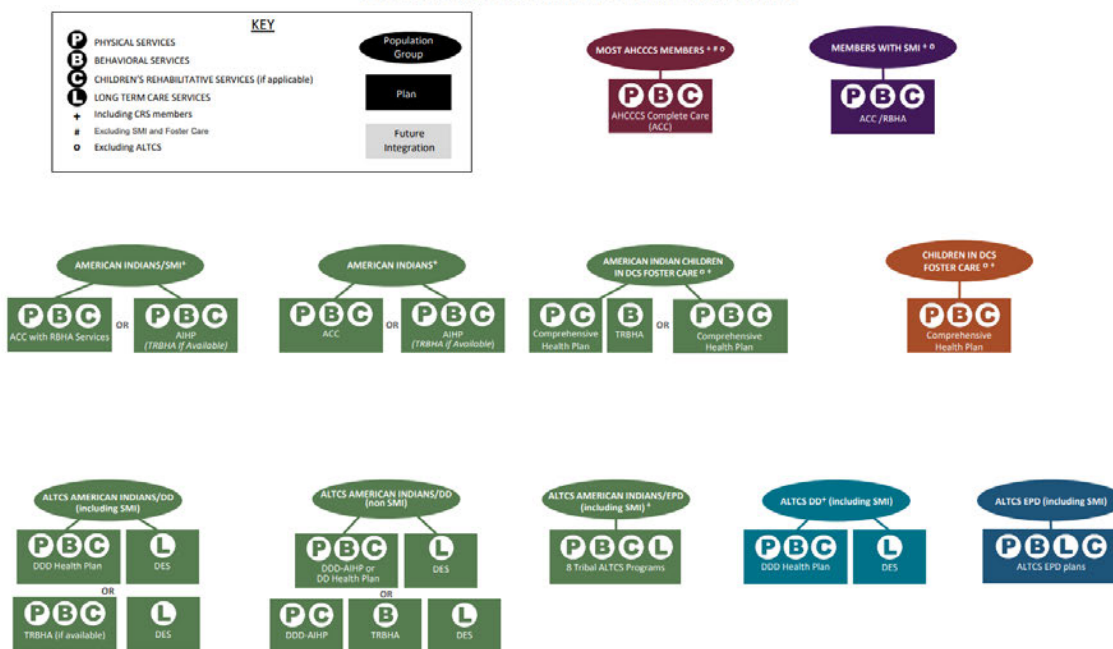 KEY
P PHYSICAL SERVICES
B BEHAVIORAL SERVICES
C CHILDREN'S REHABILITATIVE SERVICES (if applicable)
L LONG TERM CARE SERVICES
+ Including CRS members
# Excluding SMI and Foster Care
o Excluding ALTCS
Population
Group
Plan
Future
Integration
MOST AHCCCS MEMBERS + # o
P B C
AHCCCS Complete Care
(ACC)
MEMBERS WITH SMI + o
P B C
ACC /RBHA
AMERICAN INDIANS/SMI+
P B C
ACC with RBHA Services
OR
P B C
AIHP
(TRBHA If Available)
AMERICAN INDIANS+
P B C
ACC
OR
P B C
AIHP
(TRBHA if Available)
AMERICAN INDIAN CHILDREN
IN DCS FOSTER CARE o +
P C
Comprehensive
Health Plan
B
TRBHA
OR
P B C
Comprehensive
Health Plan
CHILDREN IN DCS
FOSTER CARE o +
P B C
Comprehensive
Health Plan
ALTCS AMERICAN INDIANS/DD
(including SMI)
P B C
DDD Health Plan
L
DES
OR
P B C
TRBHA (if available)
L
DES
ALTCS AMERICAN INDIANS/DD
(non SMI)
P B C
DDD-AIHP or
DD Health Plan
L
DES
OR
P C
DDD-AIHP
B
TRBHA
L
DES
ALTCS AMERICAN INDIANS/EPD
(including SMI) +
P B C L
8 Tribal ALTCS Programs
ALTCS DD+ (including SMI)
P B C
DDD Health Plan
L
DES
ALTCS EPD (including SMI)
P B L C
ALTCS EPD plans